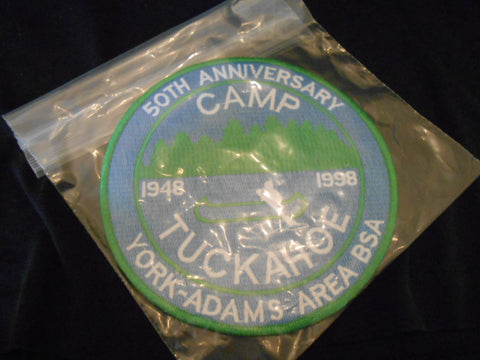 50TH ANNIVERSARY
CAMP
1948 1998
TUCKAHOE
YORK-ADAMS AREA BSA